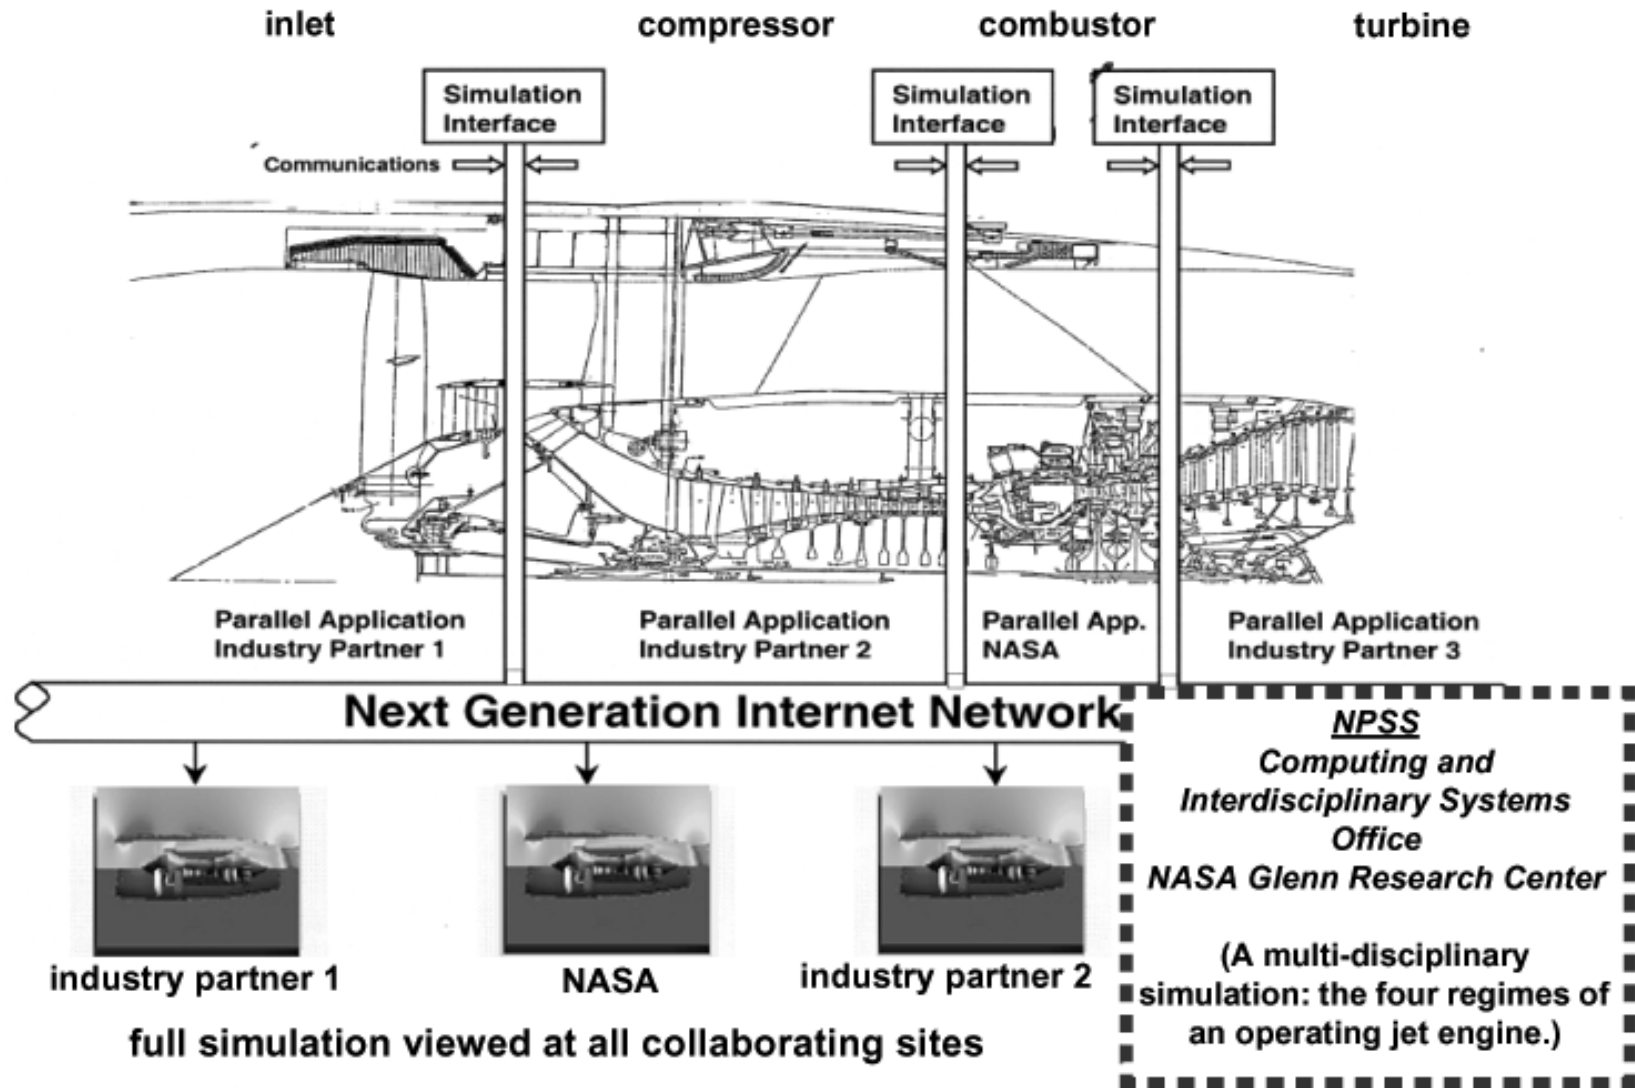 inlet compressor combustor turbine
Simulation
Interface
Simulation
Interface
Simulation
Interface
Communications
Parallel Application
Industry Partner 1
Parallel Application
Industry Partner 2
Parallel App.
NASA
Parallel Application
Industry Partner 3
Next Generation Internet Network
NPSS
Computing and
Interdisciplinary Systems
Office
NASA Glenn Research Center
(A multi-disciplinary
simulation: the four regimes of
an operating jet engine.)
industry partner 1
NASA
industry partner 2
full simulation viewed at all collaborating sites